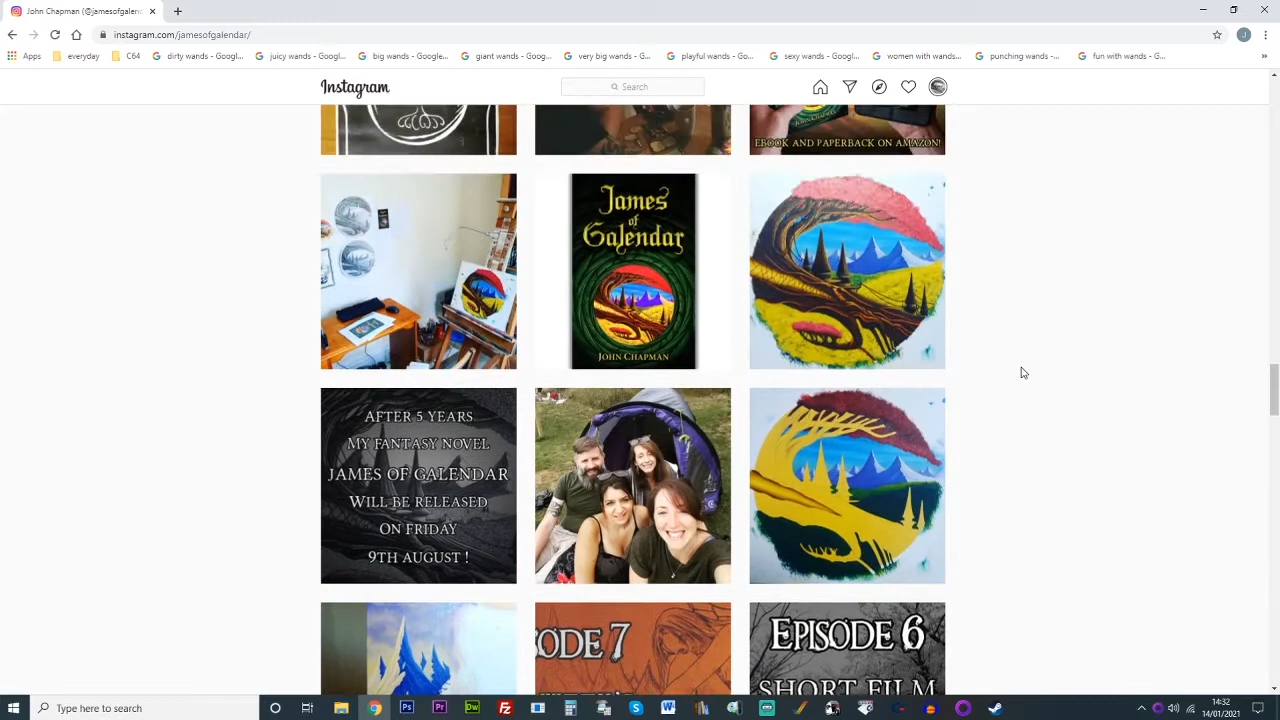 John Chapman (@jamesofgalend
instagram.com/jamesofgalendar/
J
Apps
everyday
C64
dirty wands - Googl...
juicy wands - Googl...
big wands - Google...
giant wands - Googl...
very big wands - G...
playful wands - Go...
sexy wands - Googl...
women with wands...
punching wands -...
fun with wands - G...
Instagram
Search
JOHN CHAPMAN
EBOOK AND PAPERBACK ON AMAZON!
James
of
Galendar
JOHN CHAPMAN
AFTER 5 YEARS
MY FANTASY NOVEL
JAMES OF GALENDAR
WILL BE RELEASED
ON FRIDAY
9TH AUGUST !
SODE 7
EPISODE 6
SHORT FILM
Type here to search
14:32
14/01/2021